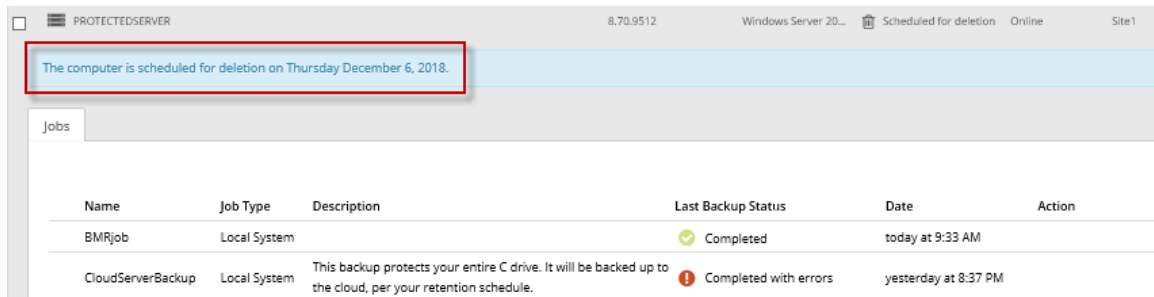 PROTECTEDSERVER 8.70.9512 Windows Server 20... Scheduled for deletion Online Site1
The computer is scheduled for deletion on Thursday December 6, 2018.
Jobs
Name Job Type Description Last Backup Status Date Action
BMRjob Local System Completed today at 9:33 AM
CloudServerBackup Local System This backup protects your entire C drive. It will be backed up to Completed with errors yesterday at 8:37 PM
the cloud, per your retention schedule.